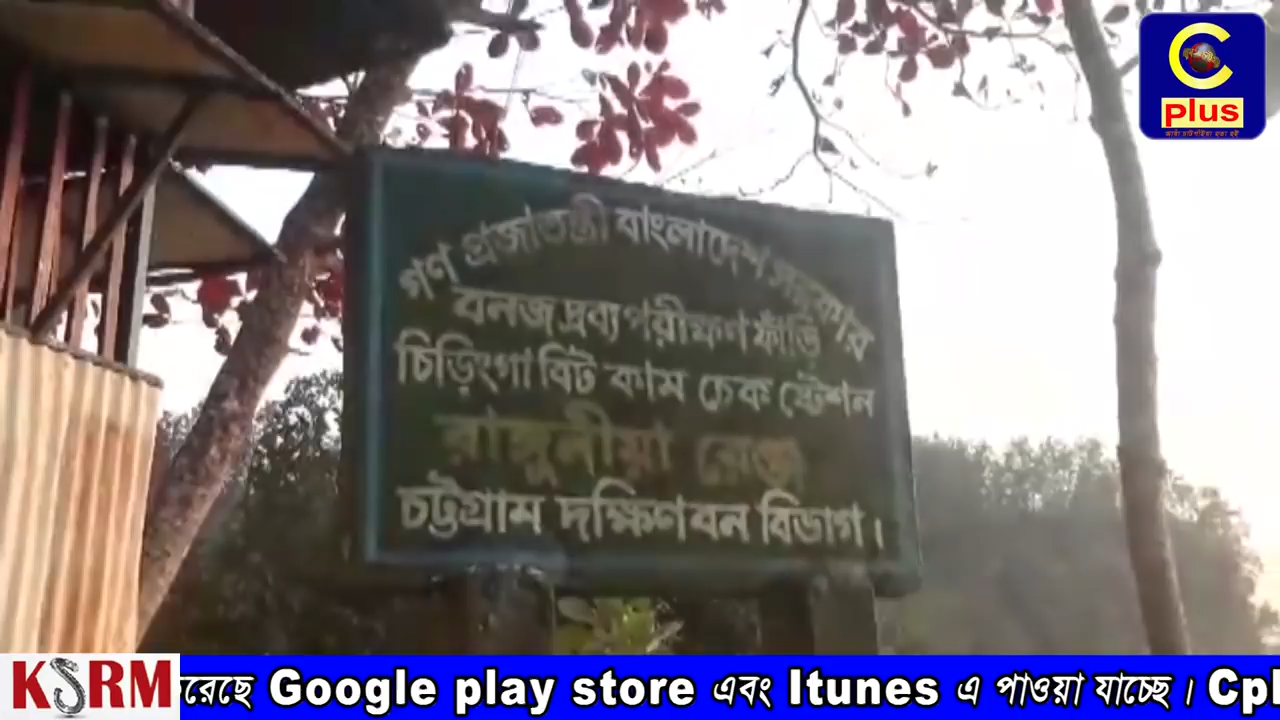 C
plus
গণ প্রজাতন্ত্রী বাংলাদেশ সরকার
বনজ দ্রব্য পরীক্ষণ ফাঁড়ি
চিড়িংগা বিট কাম চেক ষ্টেশন
রাঙ্গুনীয়া রেঞ্জ
চট্টগ্রাম দক্ষিণ বন বিভাগ।
KSRM
রেছে Google play store এবং Itunes এ পাওয়া যাচ্ছে। Cpl